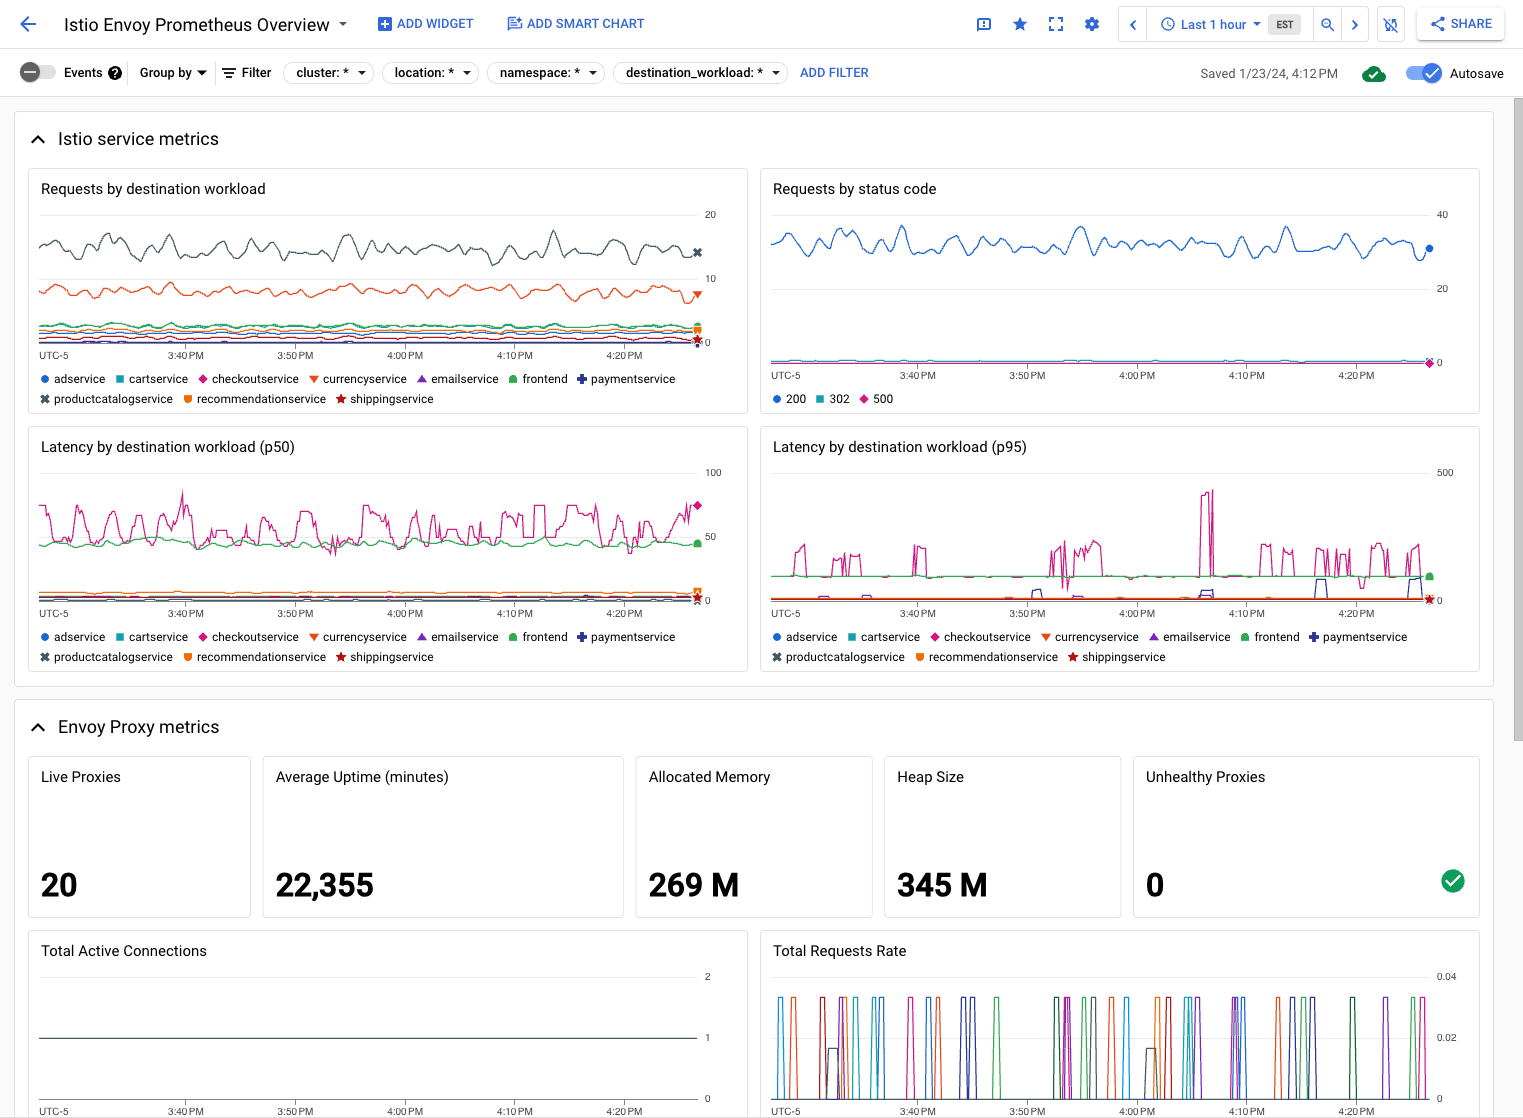 Istio Envoy Prometheus Overview ADD WIDGET ADD SMART CHART Last 1 hour EST SHARE
Events ? Group by Filter cluster: * location: * namespace: * destination_workload: * ADD FILTER Saved 1/23/24, 4:12 PM Autosave
Istio service metrics
Requests by destination workload
20
10
0
UTC-5 3:40 PM 3:50 PM 4:00 PM 4:10 PM 4:20 PM
adservice cartservice checkoutservice currencyservice emailservice frontend paymentservice
productcatalogservice recommendationservice shippingservice
Requests by status code
40
20
0
UTC-5 3:40 PM 3:50 PM 4:00 PM 4:10 PM 4:20 PM
200 302 500
Latency by destination workload (p50)
100
50
0
UTC-5 3:40 PM 3:50 PM 4:00 PM 4:10 PM 4:20 PM
adservice cartservice checkoutservice currencyservice emailservice frontend paymentservice
productcatalogservice recommendationservice shippingservice
Latency by destination workload (p95)
500
0
UTC-5 3:40 PM 3:50 PM 4:00 PM 4:10 PM 4:20 PM
adservice cartservice checkoutservice currencyservice emailservice frontend paymentservice
productcatalogservice recommendationservice shippingservice
Envoy Proxy metrics
Live Proxies
20
Average Uptime (minutes)
22,355
Allocated Memory
269 M
Heap Size
345 M
Unhealthy Proxies
0
Total Active Connections
2
1
0
UTC-5 3:40 PM 3:50 PM 4:00 PM 4:10 PM 4:20 PM
Total Requests Rate
0.04
0.02
0
UTC-5 3:40 PM 3:50 PM 4:00 PM 4:10 PM 4:20 PM